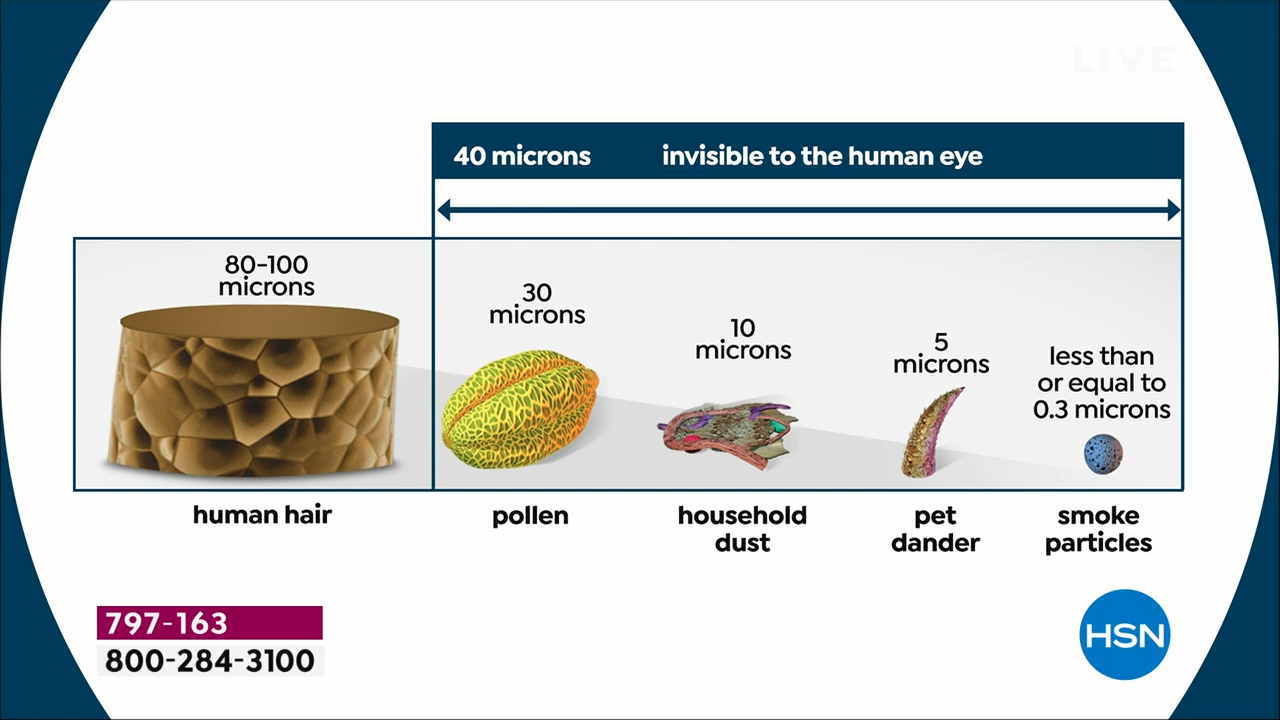 LIVE
40 microns invisible to the human eye
80-100
microns
30
microns
10
microns
5
microns
less than
or equal to
0.3 microns
human hair
pollen
household
dust
pet
dander
smoke
particles
797-163
800-284-3100
HSN